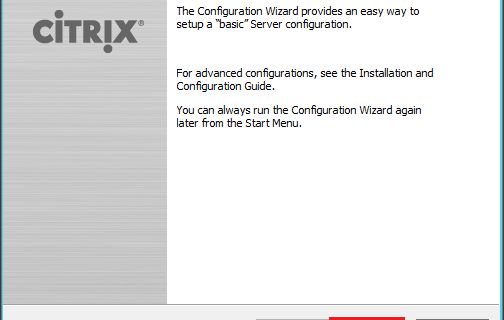 CITRIX®
The Configuration Wizard provides an easy way to
setup a “basic” Server configuration.
For advanced configurations, see the Installation and
Configuration Guide.
You can always run the Configuration Wizard again
later from the Start Menu.